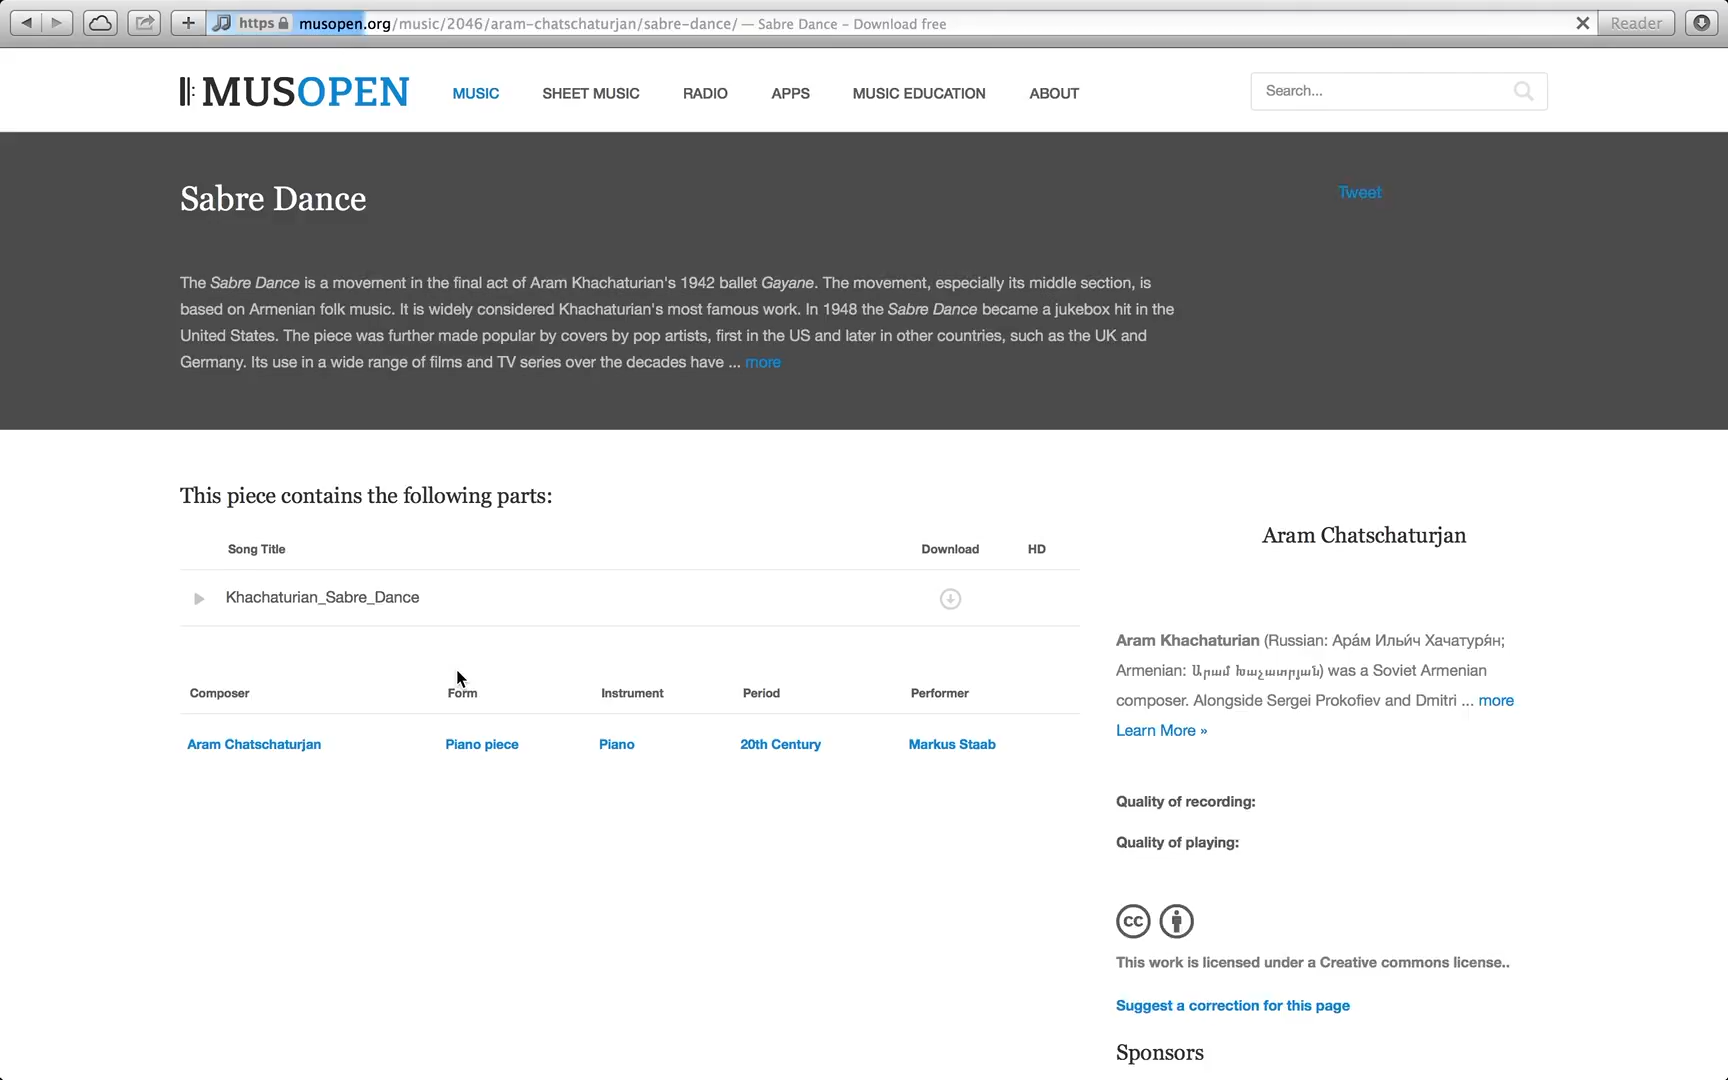 https musopen.org/music/2046/aram-chatschaturjan/sabre-dance/ — Sabre Dance – Download free
Reader
MUSOPEN
MUSIC SHEET MUSIC RADIO APPS MUSIC EDUCATION ABOUT
Search...
Sabre Dance
Tweet
The Sabre Dance is a movement in the final act of Aram Khachaturian's 1942 ballet Gayane. The movement, especially its middle section, is
based on Armenian folk music. It is widely considered Khachaturian's most famous work. In 1948 the Sabre Dance became a jukebox hit in the
United States. The piece was further made popular by covers by pop artists, first in the US and later in other countries, such as the UK and
Germany. Its use in a wide range of films and TV series over the decades have ... more
This piece contains the following parts:
Song Title Download HD
Khachaturian_Sabre_Dance
Composer Form Instrument Period Performer
Aram Chatschaturjan Piano piece Piano 20th Century Markus Staab
Aram Chatschaturjan
Aram Khachaturian (Russian: Ара́м Ильи́ч Хачатуря́н;
Armenian: Արամ Խաչատրյան) was a Soviet Armenian
composer. Alongside Sergei Prokofiev and Dmitri ... more
Learn More »
Quality of recording:
Quality of playing:
cc
This work is licensed under a Creative commons license..
Suggest a correction for this page
Sponsors